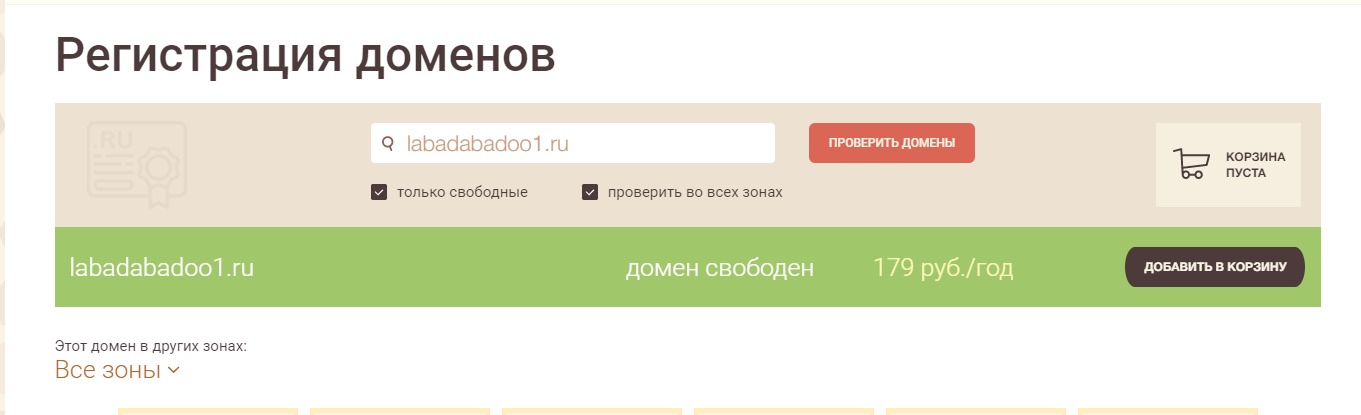 Регистрация доменов
.RU
labadabadoo1.ru
ПРОВЕРИТЬ ДОМЕНЫ
КОРЗИНА
ПУСТА
только свободные
проверить во всех зонах
labadabadoo1.ru
домен свободен
179 руб./год
ДОБАВИТЬ В КОРЗИНУ
Этот домен в других зонах:
Все зоны